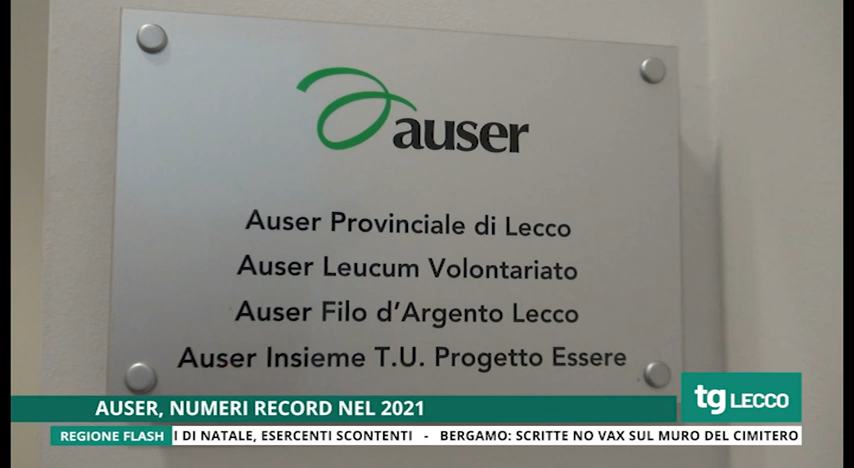 auser
Auser Provinciale di Lecco
Auser Leucum Volontariato
Auser Filo d'Argento Lecco
Auser Insieme T.U. Progetto Essere
AUSER, NUMERI RECORD NEL 2021
tg LECCO
REGIONE FLASH I DI NATALE, ESERCENTI SCONTENTI - BERGAMO: SCRITTE NO VAX SUL MURO DEL CIMITERO